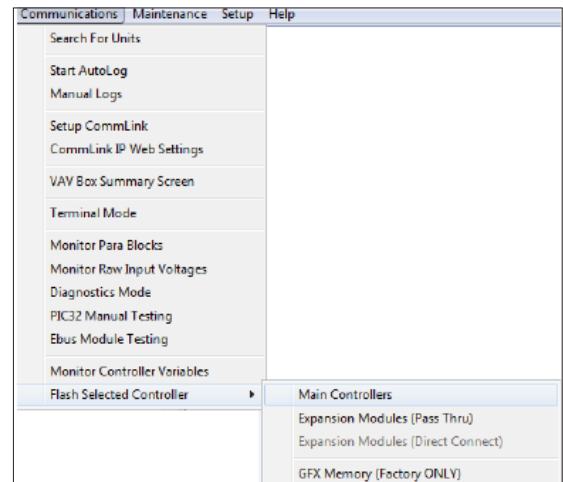 Communications Maintenance Setup Help
Search For Units
Start AutoLog
Manual Logs
Setup CommLink
CommLink IP Web Settings
VAV Box Summary Screen
Terminal Mode
Monitor Para Blocks
Monitor Raw Input Voltages
Diagnostics Mode
PIC32 Manual Testing
Ebus Module Testing
Monitor Controller Variables
Flash Selected Controller
Main Controllers
Expansion Modules (Pass Thru)
Expansion Modules (Direct Connect)
GFX Memory (Factory ONLY)